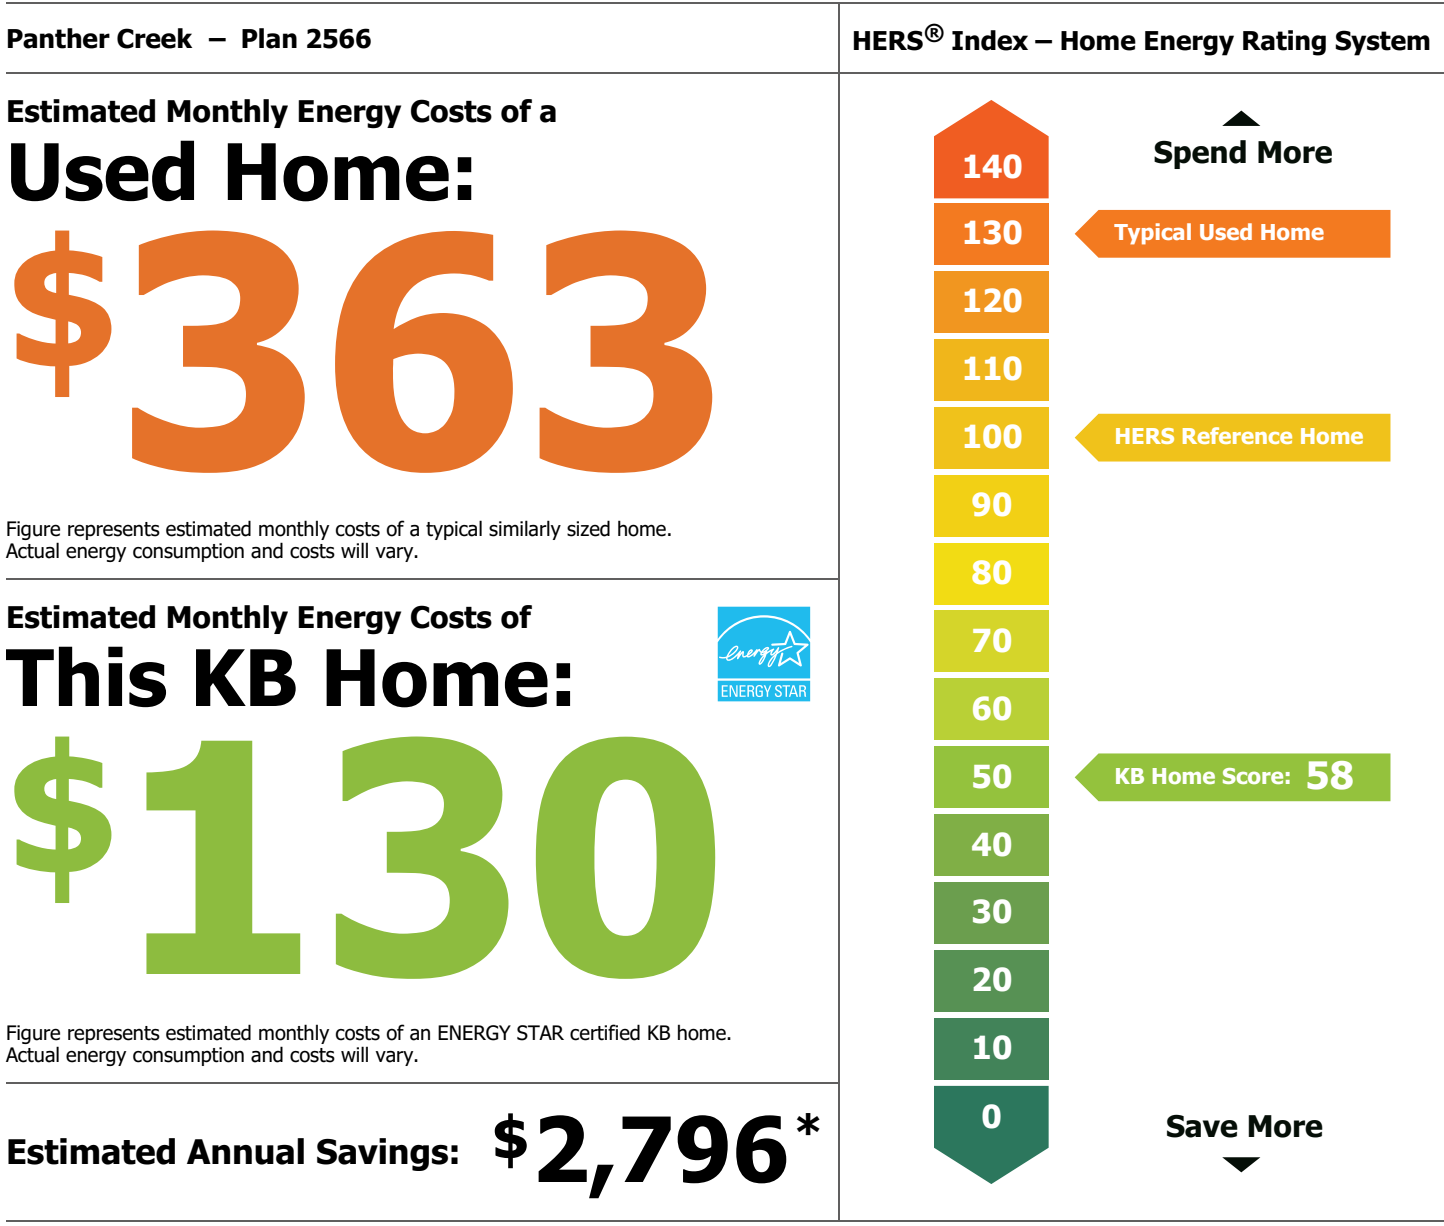 Panther Creek – Plan 2566
Estimated Monthly Energy Costs of a
Used Home:
$363
Figure represents estimated monthly costs of a typical similarly sized home.
Actual energy consumption and costs will vary.
Estimated Monthly Energy Costs of
This KB Home:
energy
ENERGY STAR
$130
Figure represents estimated monthly costs of an ENERGY STAR certified KB home.
Actual energy consumption and costs will vary.
Estimated Annual Savings: $2,796*
HERS® Index – Home Energy Rating System
Spend More
140
130 Typical Used Home
120
110
100 HERS Reference Home
90
80
70
60
50 KB Home Score: 58
40
30
20
10
0
Save More